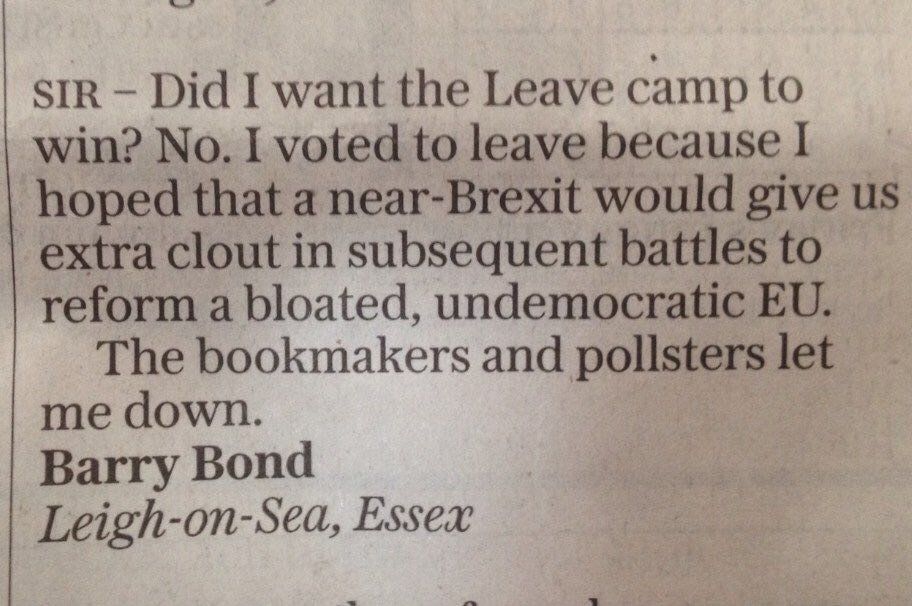 SIR – Did I want the Leave camp to
win? No. I voted to leave because I
hoped that a near-Brexit would give us
extra clout in subsequent battles to
reform a bloated, undemocratic EU.
The bookmakers and pollsters let
me down.
Barry Bond
Leigh-on-Sea, Essex